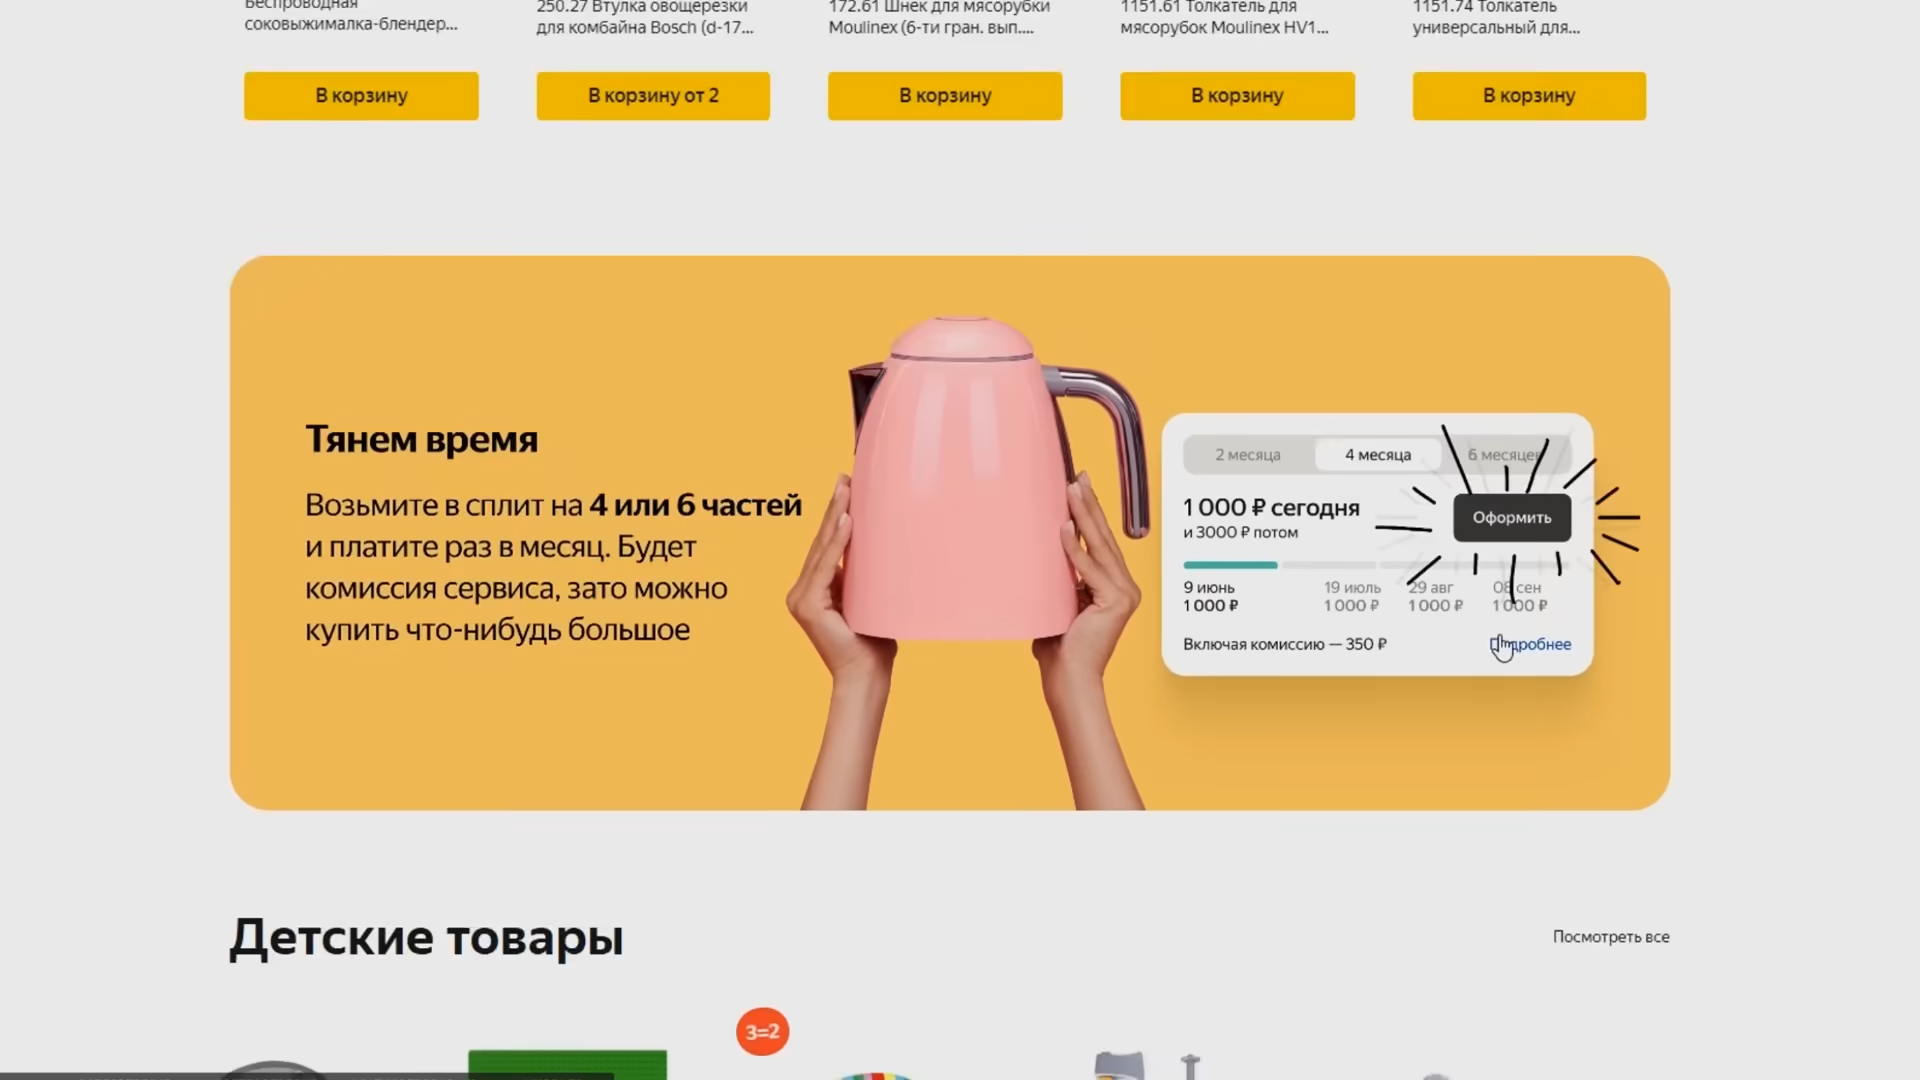 Беспроводная
соковыжималка-блендер...
250.27 Втулка овощерезки
для комбайна Bosch (d-17...
172.61 Шнек для мясорубки
Moulinex (6-ти гран. вып....
1151.61 Толкатель для
мясорубок Moulinex HV1...
1151.74 Толкатель
универсальный для...
В корзину
В корзину от 2
В корзину
В корзину
В корзину
Тянем время
Возьмите в сплит на 4 или 6 частей
и платите раз в месяц. Будет
комиссия сервиса, зато можно
купить что-нибудь большое
2 месяца
4 месяца
6 месяцев
1 000 ₽ сегодня
и 3000 ₽ потом
Оформить
9 июнь
1 000 ₽
19 июль
1 000 ₽
29 авг
1 000 ₽
08 сен
1 000 ₽
Включая комиссию — 350 ₽
Подробнее
Детские товары
Посмотреть все
3=2